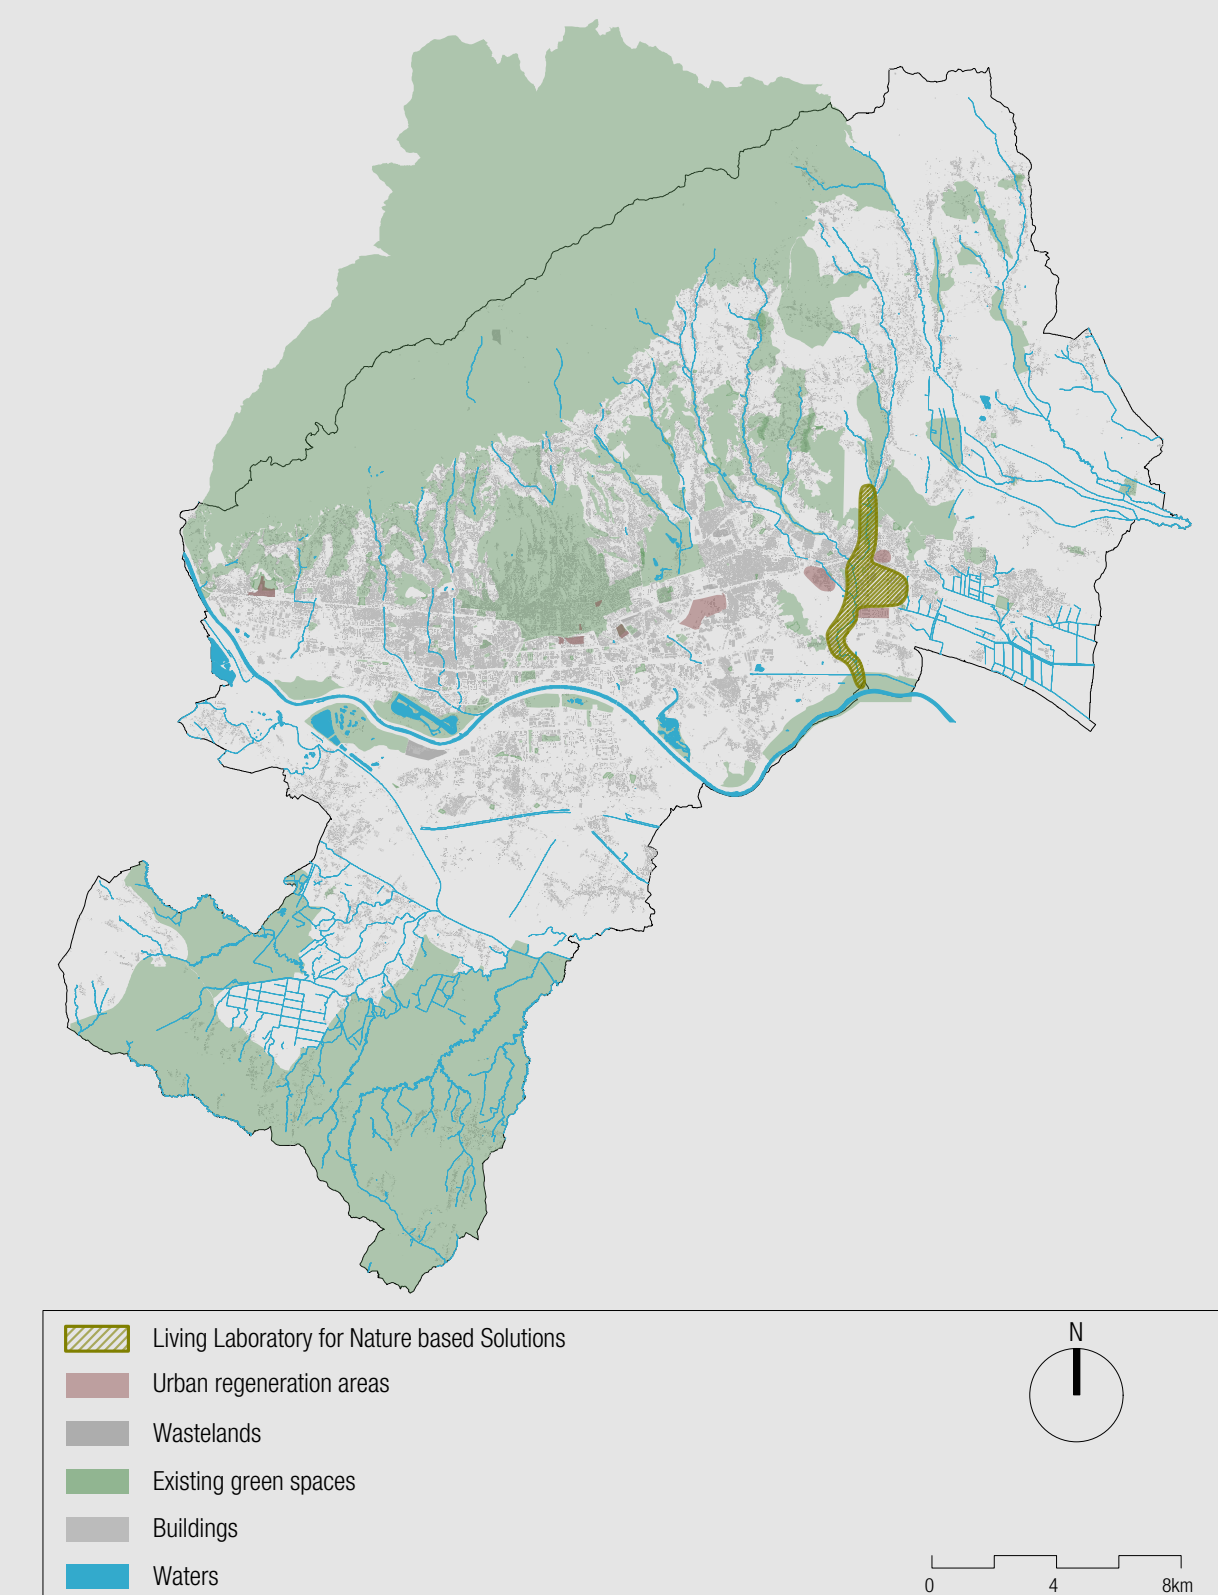 Living Laboratory for Nature based Solutions
Urban regeneration areas
Wastelands
Existing green spaces
Buildings
Waters
N
0 4 8km